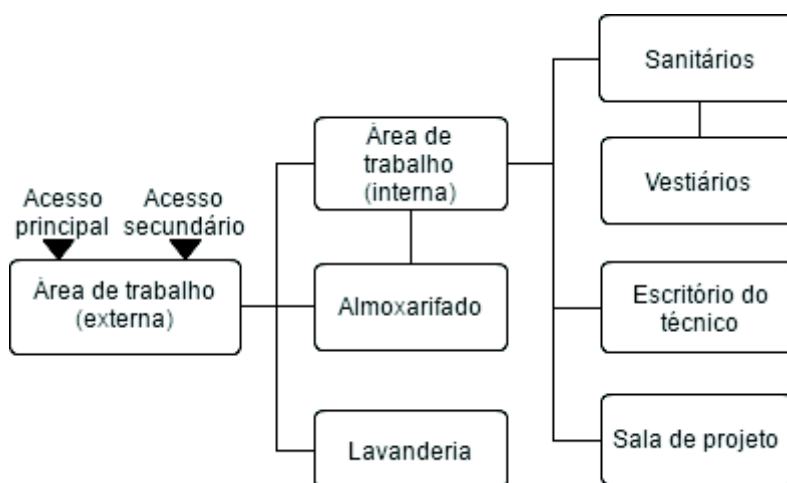 Sanitários
Área de
trabalho
(interna)
Vestiários
Acesso
principal
Acesso
secundário
Área de trabalho
(externa)
Almoxarifado
Escritório do
técnico
Lavanderia
Sala de projeto